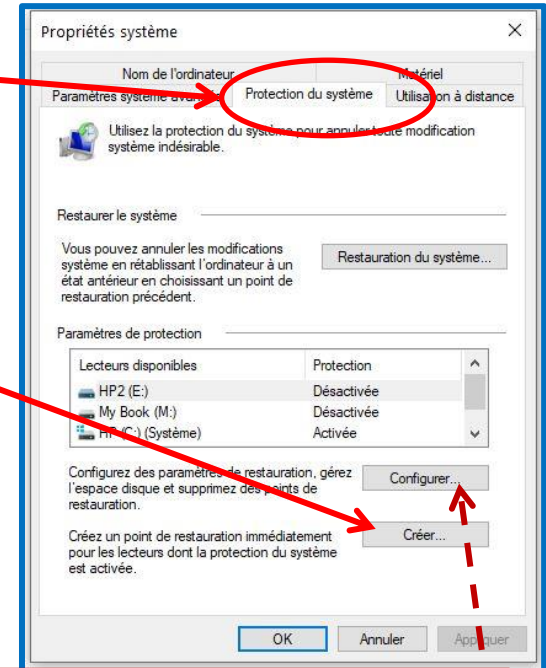 Propriétés système
Nom de l'ordinateur Matériel
Paramètres système avancés Protection du système Utilisation à distance
Utilisez la protection du système pour annuler toute modification
système indésirable.
Restaurer le système
Vous pouvez annuler les modifications
système en rétablissant l'ordinateur à un
état antérieur en choisissant un point de
restauration précédent.
Restauration du système...
Paramètres de protection
Lecteurs disponibles Protection
HP2 (E:) Désactivée
My Book (M:) Désactivée
HP (C:) (Système) Activée
Configurez des paramètres de restauration, gérez
l'espace disque et supprimez des points de
restauration.
Configurer...
Créez un point de restauration immédiatement
pour les lecteurs dont la protection du système
est activée.
Créer...
OK Annuler Appliquer